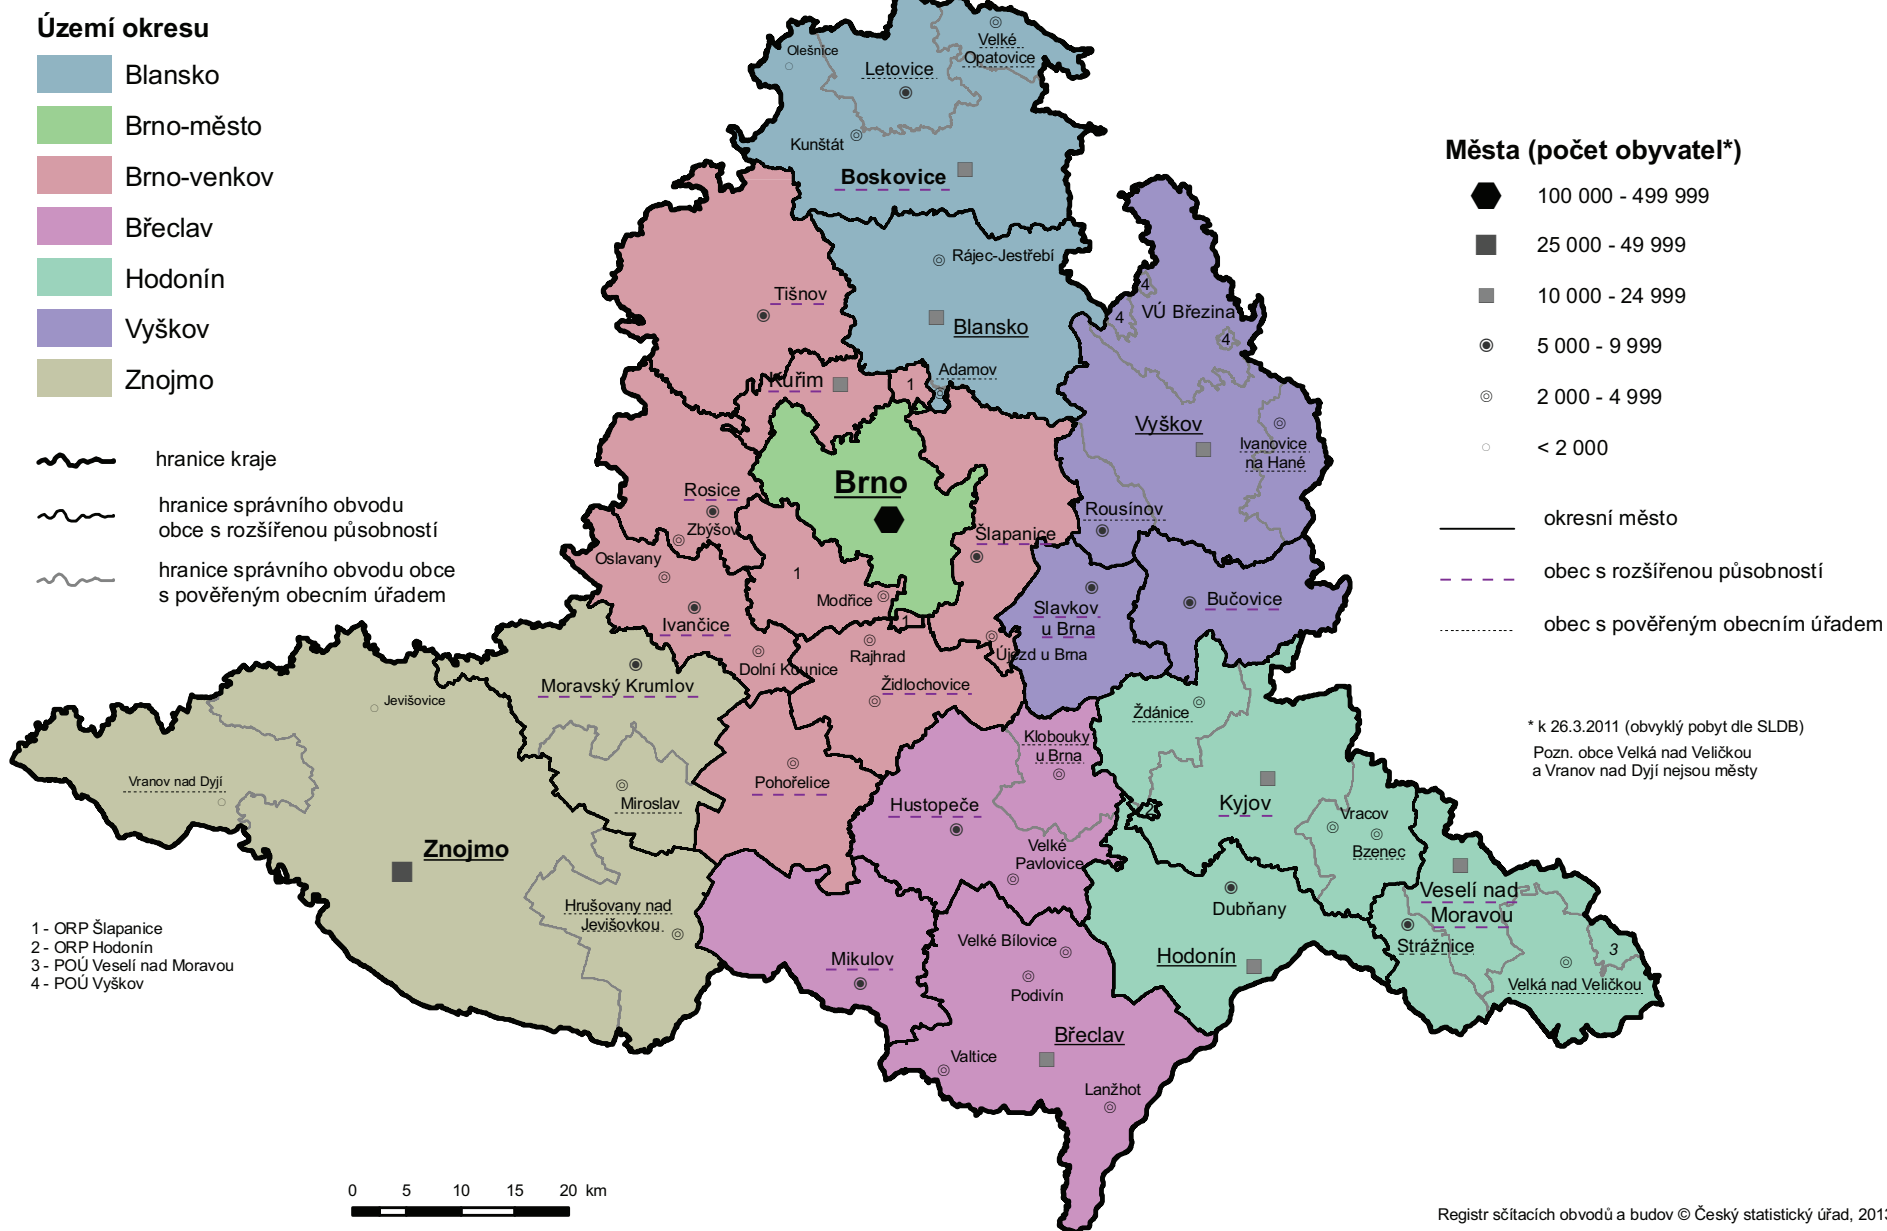 Území okresu
Blansko
Brno-město
Brno-venkov
Břeclav
Hodonín
Vyškov
Znojmo
hranice kraje
hranice správního obvodu
obce s rozšířenou působností
hranice správního obvodu obce
s pověřeným obecním úřadem
Olešnice
Velké
Opatovice
Letovice
Kunštát
Boskovice
Rájec-Jestřebí
Tišnov
Blansko
4
VÚ Březina
4
4
Kuřim
1
Adamov
Vyškov
Ivanovice
na Hané
Brno
Rosice
Zbýšov
Rousínov
Šlapanice
Oslavany
1
Modřice
Slavkov
u Brna
Bučovice
Ivančice
1
Rajhrad
Újezd u Brna
Dolní Kounice
Moravský Krumlov
Židlochovice
Jevišovice
Ždánice
Klobouky
u Brna
Vranov nad Dyjí
Pohořelice
Miroslav
Hustopeče
Kyjov
2
Vracov
Bzenec
Znojmo
Velké
Pavlovice
Veselí nad
Moravou
Hrušovany nad
Jevišovkou
Dubňany
Strážnice
Velké Bílovice
Hodonín
3
Mikulov
Podivín
Velká nad Veličkou
Břeclav
Valtice
Lanžhot
Města (počet obyvatel*)
100 000 - 499 999
25 000 - 49 999
10 000 - 24 999
5 000 - 9 999
2 000 - 4 999
< 2 000
okresní město
obec s rozšířenou působností
obec s pověřeným obecním úřadem
* k 26.3.2011 (obvyklý pobyt dle SLDB)
Pozn. obce Velká nad Veličkou
a Vranov nad Dyjí nejsou městy
1 - ORP Šlapanice
2 - ORP Hodonín
3 - POÚ Veselí nad Moravou
4 - POÚ Vyškov
0 5 10 15 20 km
Registr sčítacích obvodů a budov © Český statistický úřad, 2013